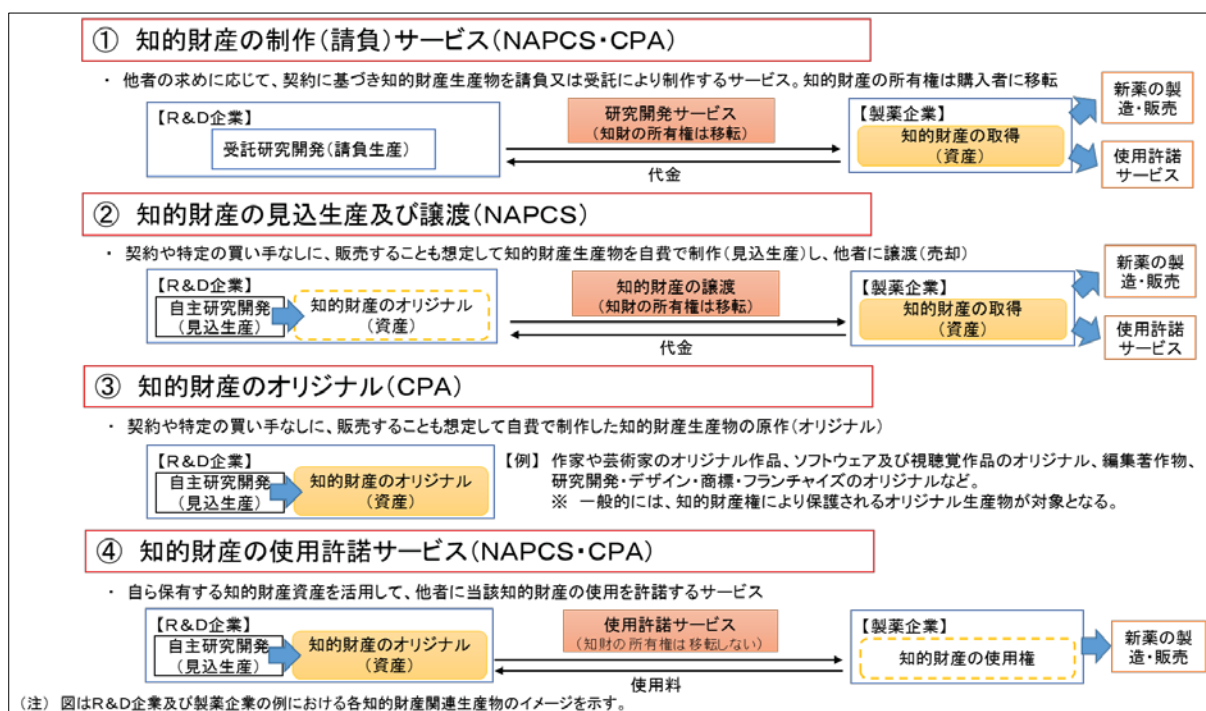 ① 知的財産の制作(請負)サービス(NAPCS・CPA)
・ 他者の求めに応じて、契約に基づき知的財産生産物を請負又は受託により制作するサービス。知的財産の所有権は購入者に移転
【R&D企業】
受託研究開発(請負生産)
研究開発サービス
(知財の所有権は移転)
代金
【製薬企業】
知的財産の取得
(資産)
新薬の製
造・販売
使用許諾
サービス
② 知的財産の見込生産及び譲渡(NAPCS)
・ 契約や特定の買い手なしに、販売することも想定して知的財産生産物を自費で制作(見込生産)し、他者に譲渡(売却)
【R&D企業】
自主研究開発
(見込生産)
知的財産のオリジナル
(資産)
知的財産の譲渡
(知財の所有権は移転)
代金
【製薬企業】
知的財産の取得
(資産)
新薬の製
造・販売
使用許諾
サービス
③ 知的財産のオリジナル(CPA)
・ 契約や特定の買い手なしに、販売することも想定して自費で制作した知的財産生産物の原作(オリジナル)
【R&D企業】
自主研究開発
(見込生産)
知的財産のオリジナル
(資産)
【例】 作家や芸術家のオリジナル作品、ソフトウェア及び視聴覚作品のオリジナル、編集著作物、
研究開発・デザイン・商標・フランチャイズのオリジナルなど。
※ 一般的には、知的財産権により保護されるオリジナル生産物が対象となる。
④ 知的財産の使用許諾サービス(NAPCS・CPA)
・ 自ら保有する知的財産資産を活用して、他者に当該知的財産の使用を許諾するサービス
【R&D企業】
自主研究開発
(見込生産)
知的財産のオリジナル
(資産)
使用許諾サービス
(知財の所有権は移転しない)
使用料
【製薬企業】
知的財産の使用権
新薬の製
造・販売
(注) 図はR&D企業及び製薬企業の例における各知的財産関連生産物のイメージを示す。